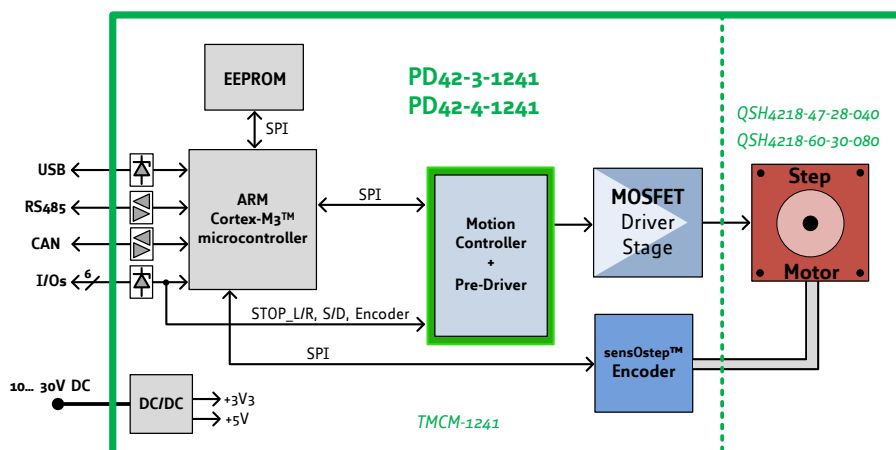 EEPROM
PD42-3-1241
PD42-4-1241
QSH4218-47-28-040
QSH4218-60-30-080
SPI
USB
RS485
CAN
I/Os
6
ARM
Cortex-M3™
microcontroller
SPI
Motion
Controller
+
Pre-Driver
MOSFET
Driver
Stage
Step
Motor
STOP_L/R, S/D, Encoder
SPI
sensOstep™
Encoder
10... 30V DC
DC/DC
+3V3
+5V
TMCM-1241